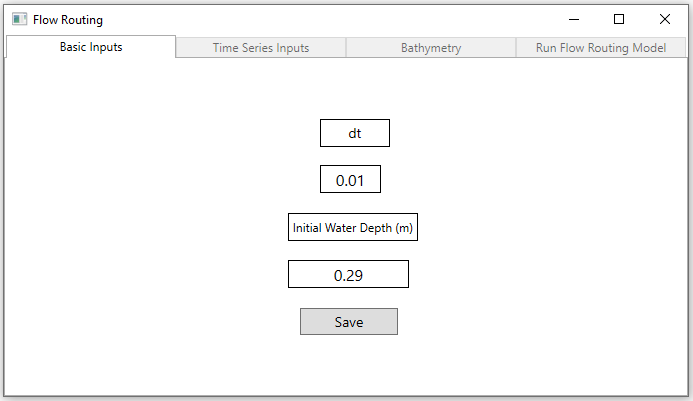 Flow Routing
Basic Inputs Time Series Inputs Bathymetry Run Flow Routing Model
dt
0.01
Initial Water Depth (m)
0.29
Save